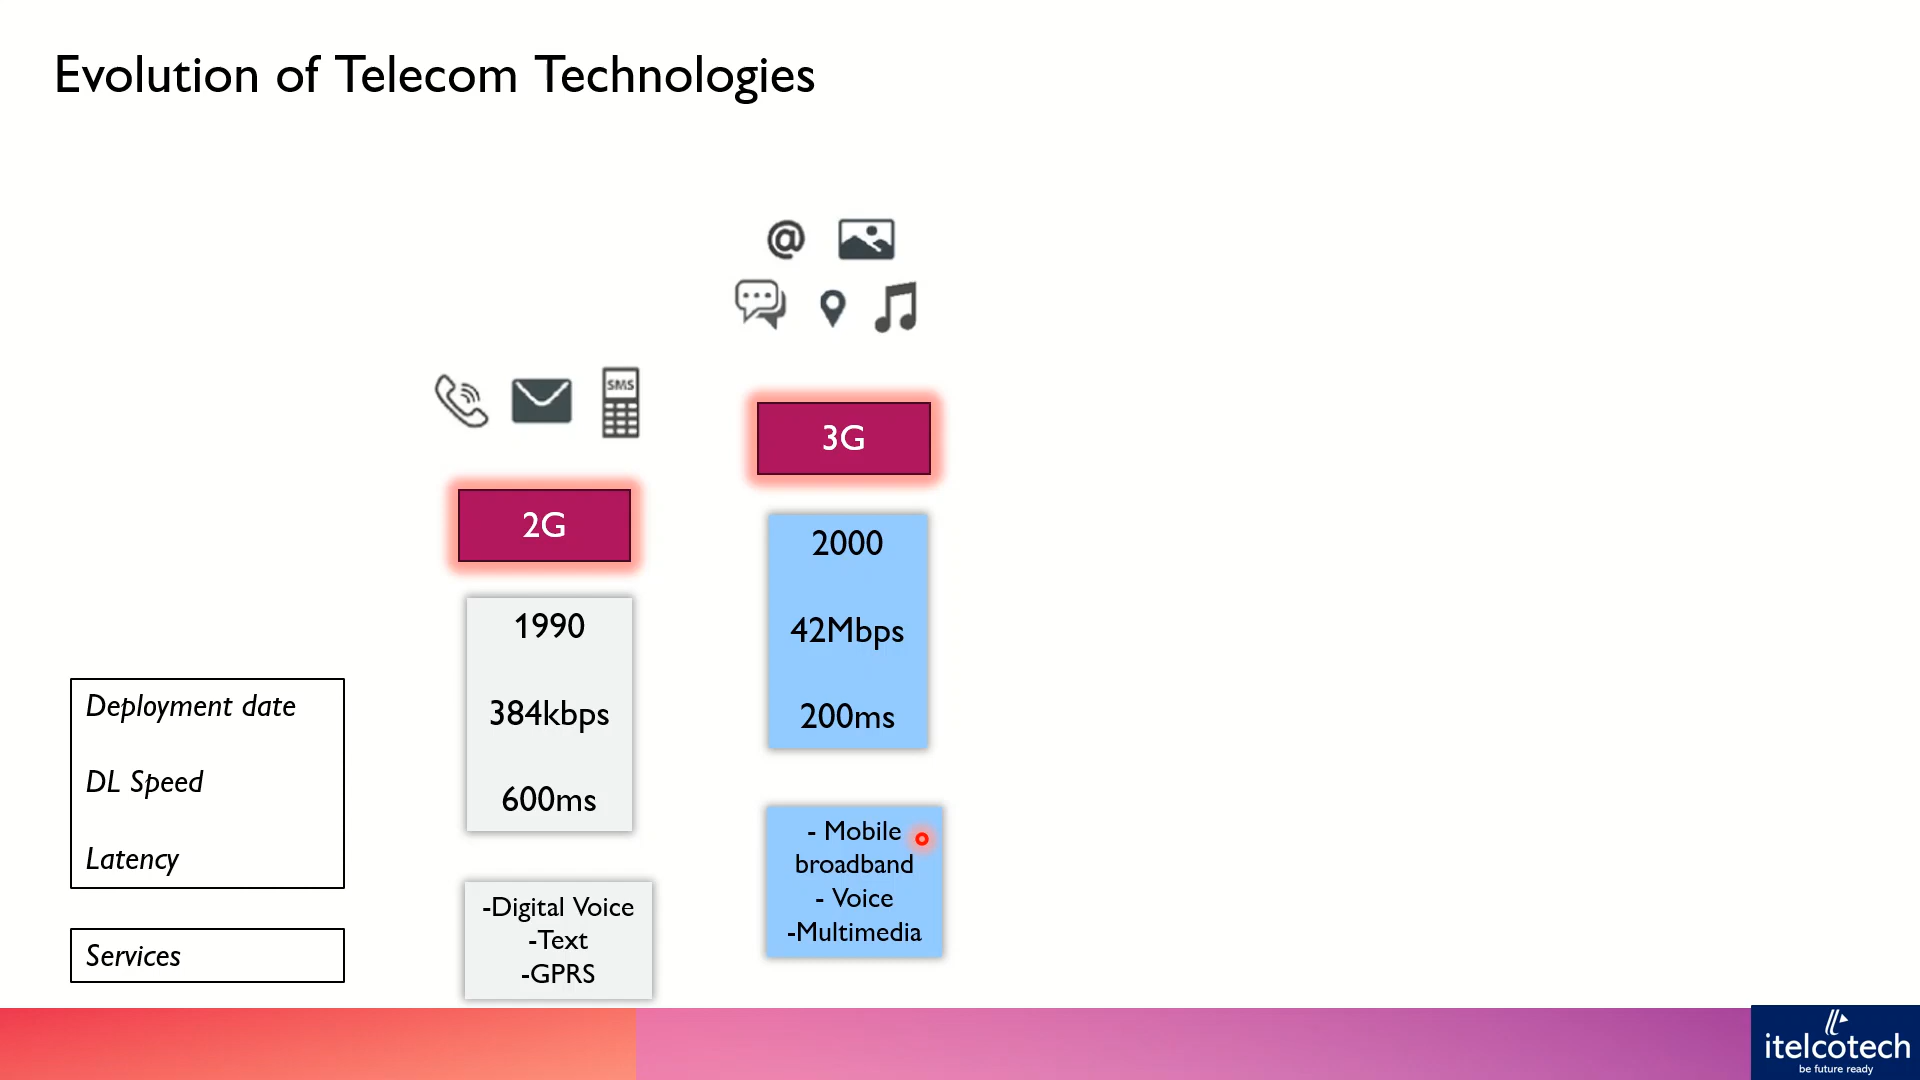 Evolution of Telecom Technologies
@
SMS
3G
2G
2000
42Mbps
200ms
1990
384kbps
600ms
Deployment date
DL Speed
Latency
Services
- Mobile
broadband
- Voice
-Multimedia
-Digital Voice
-Text
-GPRS
itelcotech
be future ready